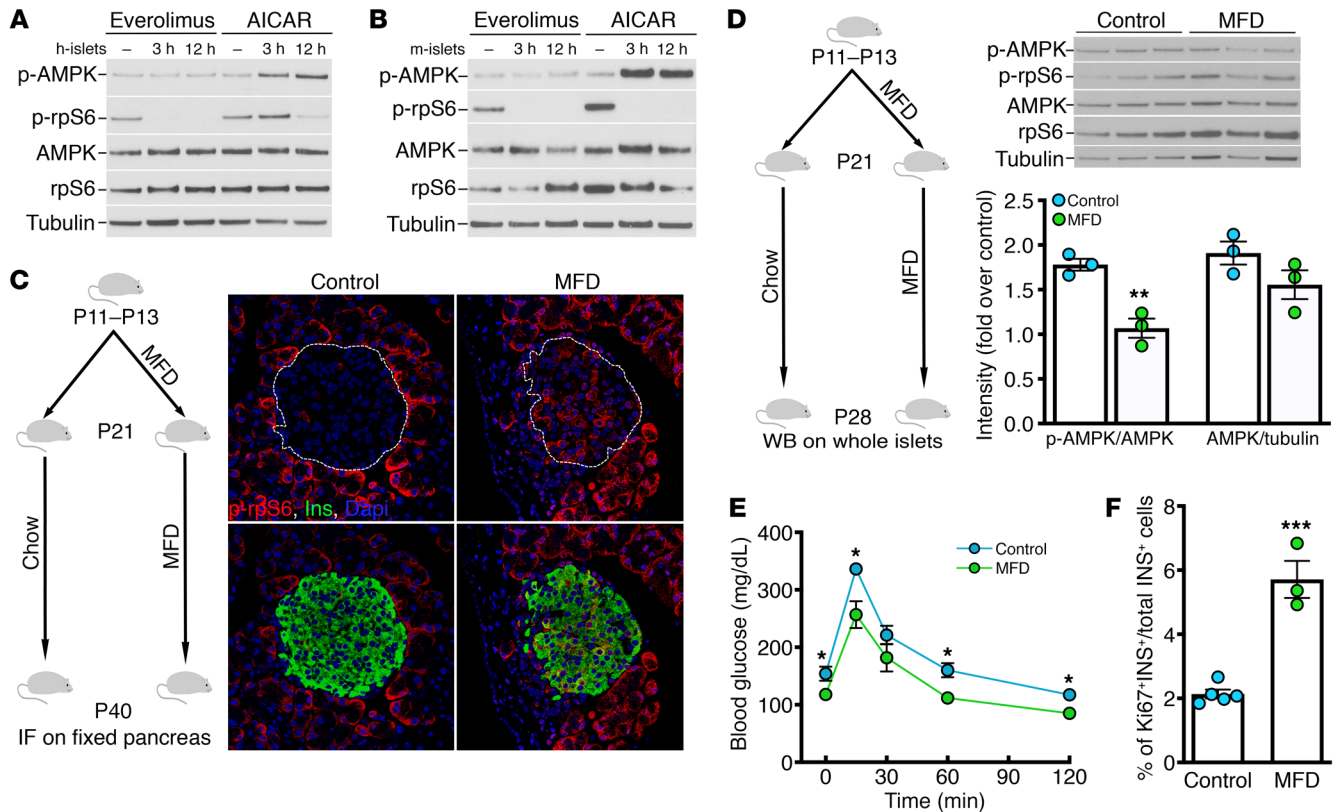 A
Everolimus AICAR
h-islets – 3 h 12 h – 3 h 12 h
p-AMPK
p-rpS6
AMPK
rpS6
Tubulin
B
Everolimus AICAR
m-islets – 3 h 12 h – 3 h 12 h
p-AMPK
p-rpS6
AMPK
rpS6
Tubulin
C
P11–P13
MFD
P21
Chow
MFD
P40
IF on fixed pancreas
Control MFD
p-rpS6, Ins, Dapi
D
P11–P13
MFD
P21
Chow
MFD
P28
WB on whole islets
Control MFD
p-AMPK
p-rpS6
AMPK
rpS6
Tubulin
Intensity (fold over control)
2.5
2.0
1.5
1.0
0.5
0.0
Control
MFD
**
p-AMPK/AMPK AMPK/tubulin
E
Blood glucose (mg/dL)
400
300
200
100
0
Control
MFD
* * * *
0 30 60 90 120
Time (min)
F
% of Ki67+INS+/total INS+ cells
8
6
4
2
0
***
Control MFD